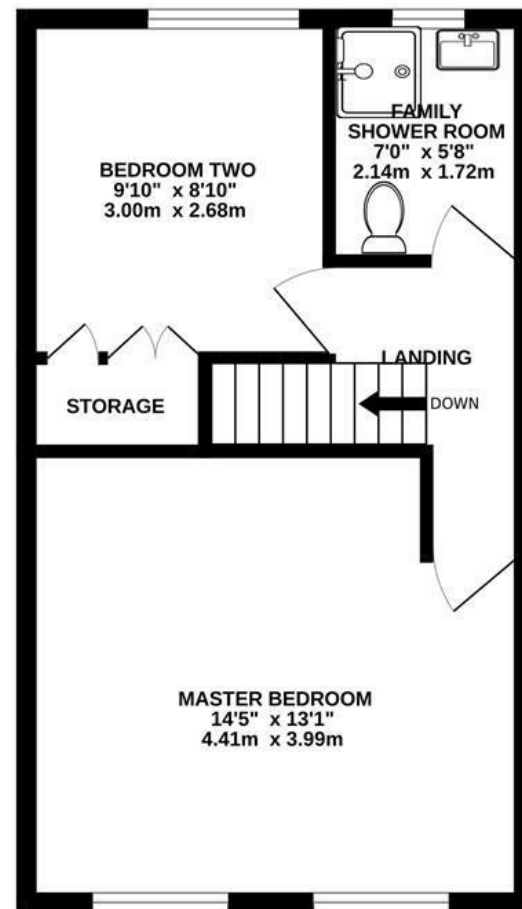 FAMILY
SHOWER ROOM
7'0" x 5'8"
2.14m x 1.72m
BEDROOM TWO
9'10" x 8'10"
3.00m x 2.68m
LANDING
STORAGE
DOWN
MASTER BEDROOM
14'5" x 13'1"
4.41m x 3.99m